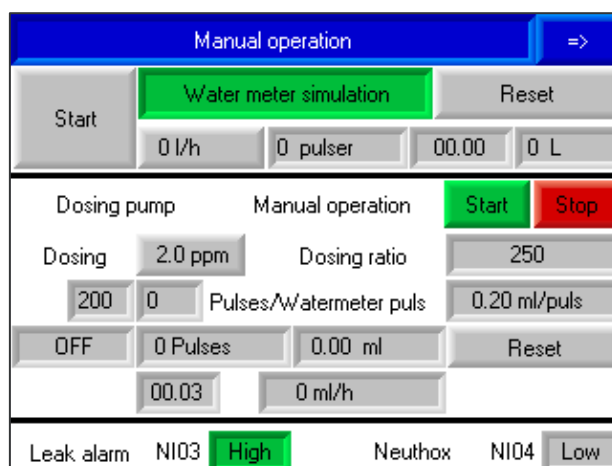 Manual operation =>
Start Water meter simulation Reset
0 l/h 0 pulser 00.00 0 L
Dosing pump Manual operation Start Stop
Dosing 2.0 ppm Dosing ratio 250
200 0 Pulses/Watermeter puls 0.20 ml/puls
OFF 0 Pulses 0.00 ml Reset
00.03 0 ml/h
Leak alarm NI03 High Neuthox NI04 Low